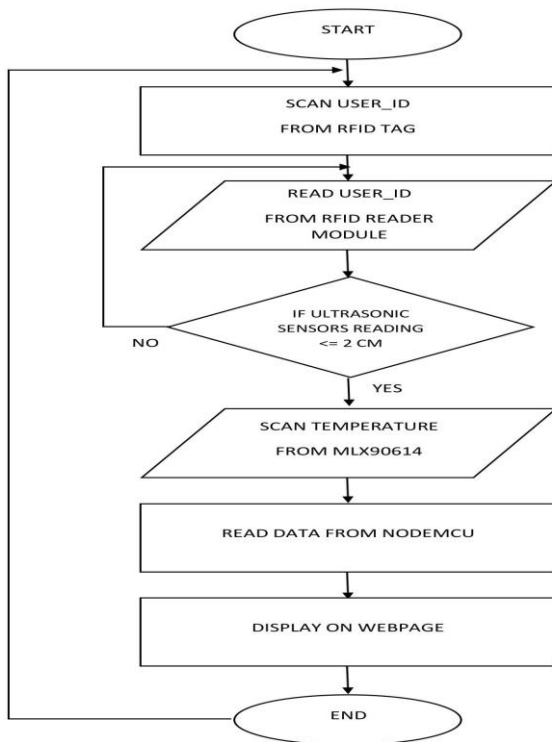 START
SCAN USER_ID
FROM RFID TAG
READ USER_ID
FROM RFID READER
MODULE
IF ULTRASONIC
SENSORS READING
<= 2 CM
NO
YES
SCAN TEMPERATURE
FROM MLX90614
READ DATA FROM NODEMCU
DISPLAY ON WEBPAGE
END